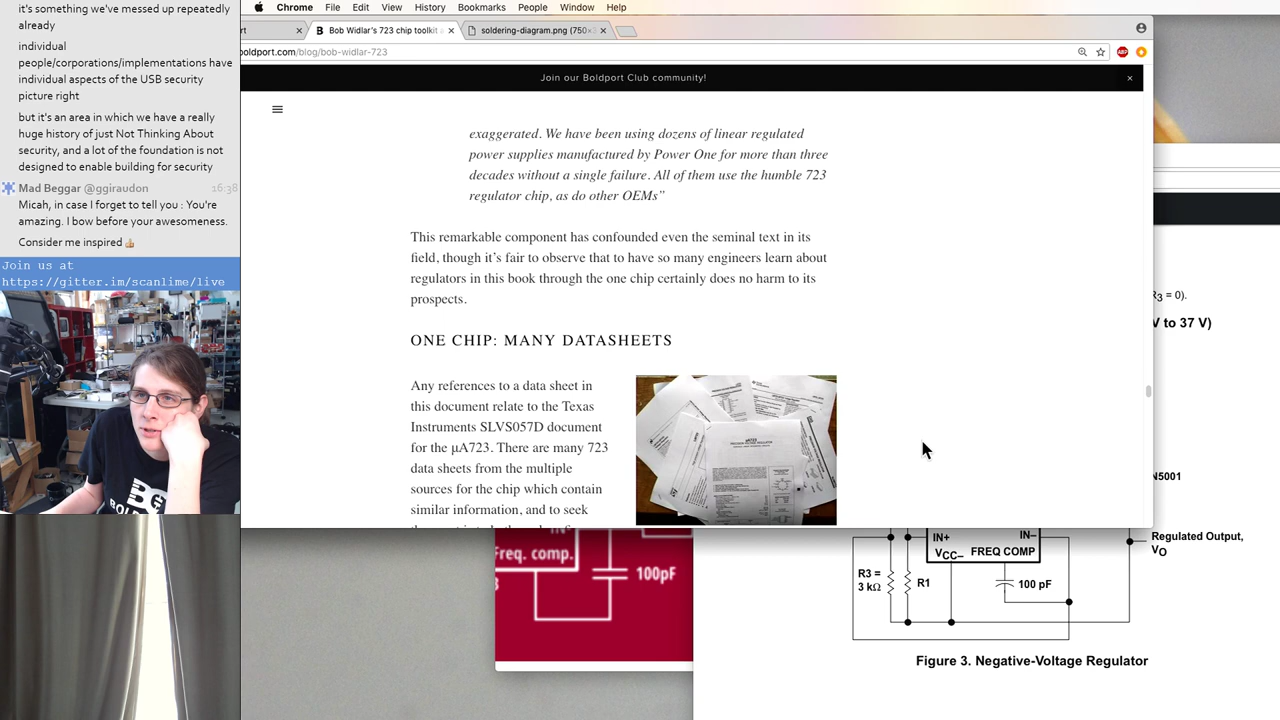 it's something we've messed up repeatedly
already
individual
people/corporations/implementations have
individual aspects of the USB security
picture right
but it's an area in which we have a really
huge history of just Not Thinking About
security, and a lot of the foundation is not
designed to enable building for security
Mad Beggar @ggiraudon 16:38
Micah, in case I forget to tell you : You're
amazing. I bow before your awesomeness.
Consider me inspired 👍
Join us at
https://gitter.im/scanlime/live
Chrome File Edit View History Bookmarks People Window Help
rt × Bob Widlar's 723 chip toolkit × soldering-diagram.png (750× ×
boldport.com/blog/bob-widlar-723
Join our Boldport Club community! ×
exaggerated. We have been using dozens of linear regulated
power supplies manufactured by Power One for more than three
decades without a single failure. All of them use the humble 723
regulator chip, as do other OEMs”
This remarkable component has confounded even the seminal text in its
field, though it’s fair to observe that to have so many engineers learn about
regulators in this book through the one chip certainly does no harm to its
prospects.
ONE CHIP: MANY DATASHEETS
Any references to a data sheet in
this document relate to the Texas
Instruments SLVS057D document
for the µA723. There are many 723
data sheets from the multiple
sources for the chip which contain
similar information, and to seek
R3 = 0).
V to 37 V)
N5001
IN+ IN−
VCC− FREQ COMP
R3 =
3 kΩ
R1
100 pF
Regulated Output,
VO
Figure 3. Negative-Voltage Regulator
Freq. comp.
100pF